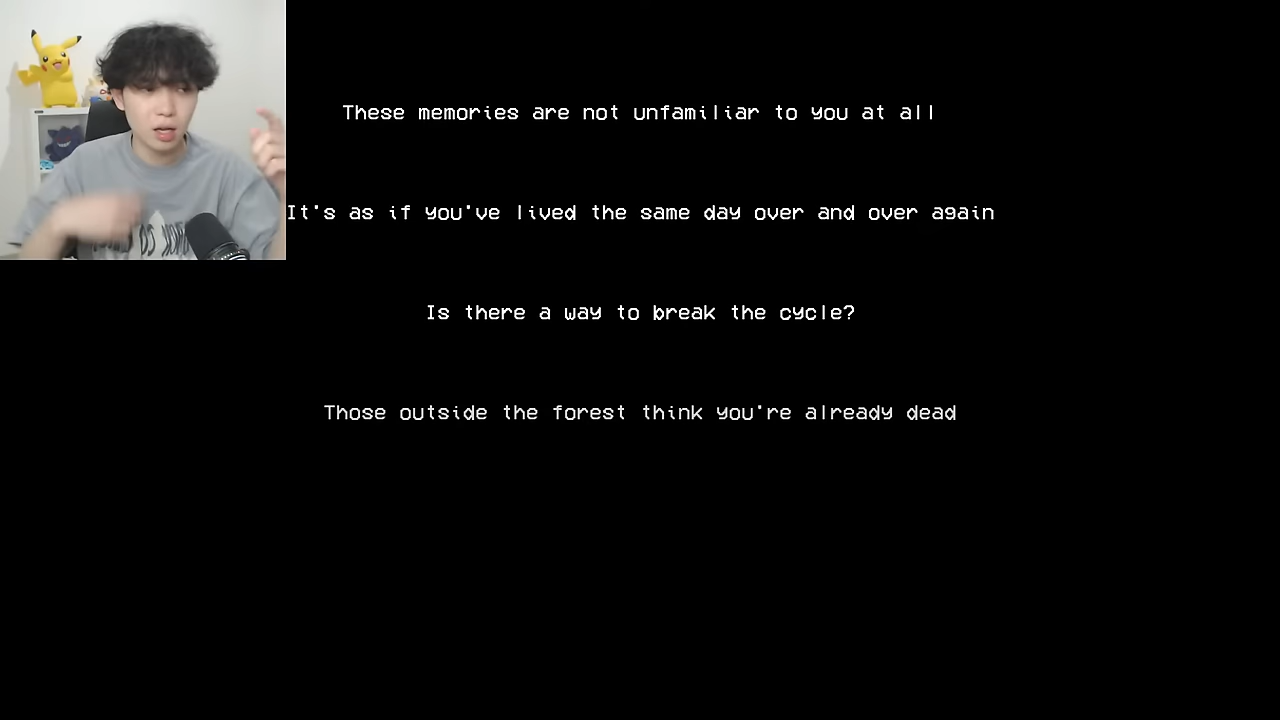 These memories are not unfamiliar to you at all
It's as if you've lived the same day over and over again
Is there a way to break the cycle?
Those outside the forest think you're already dead